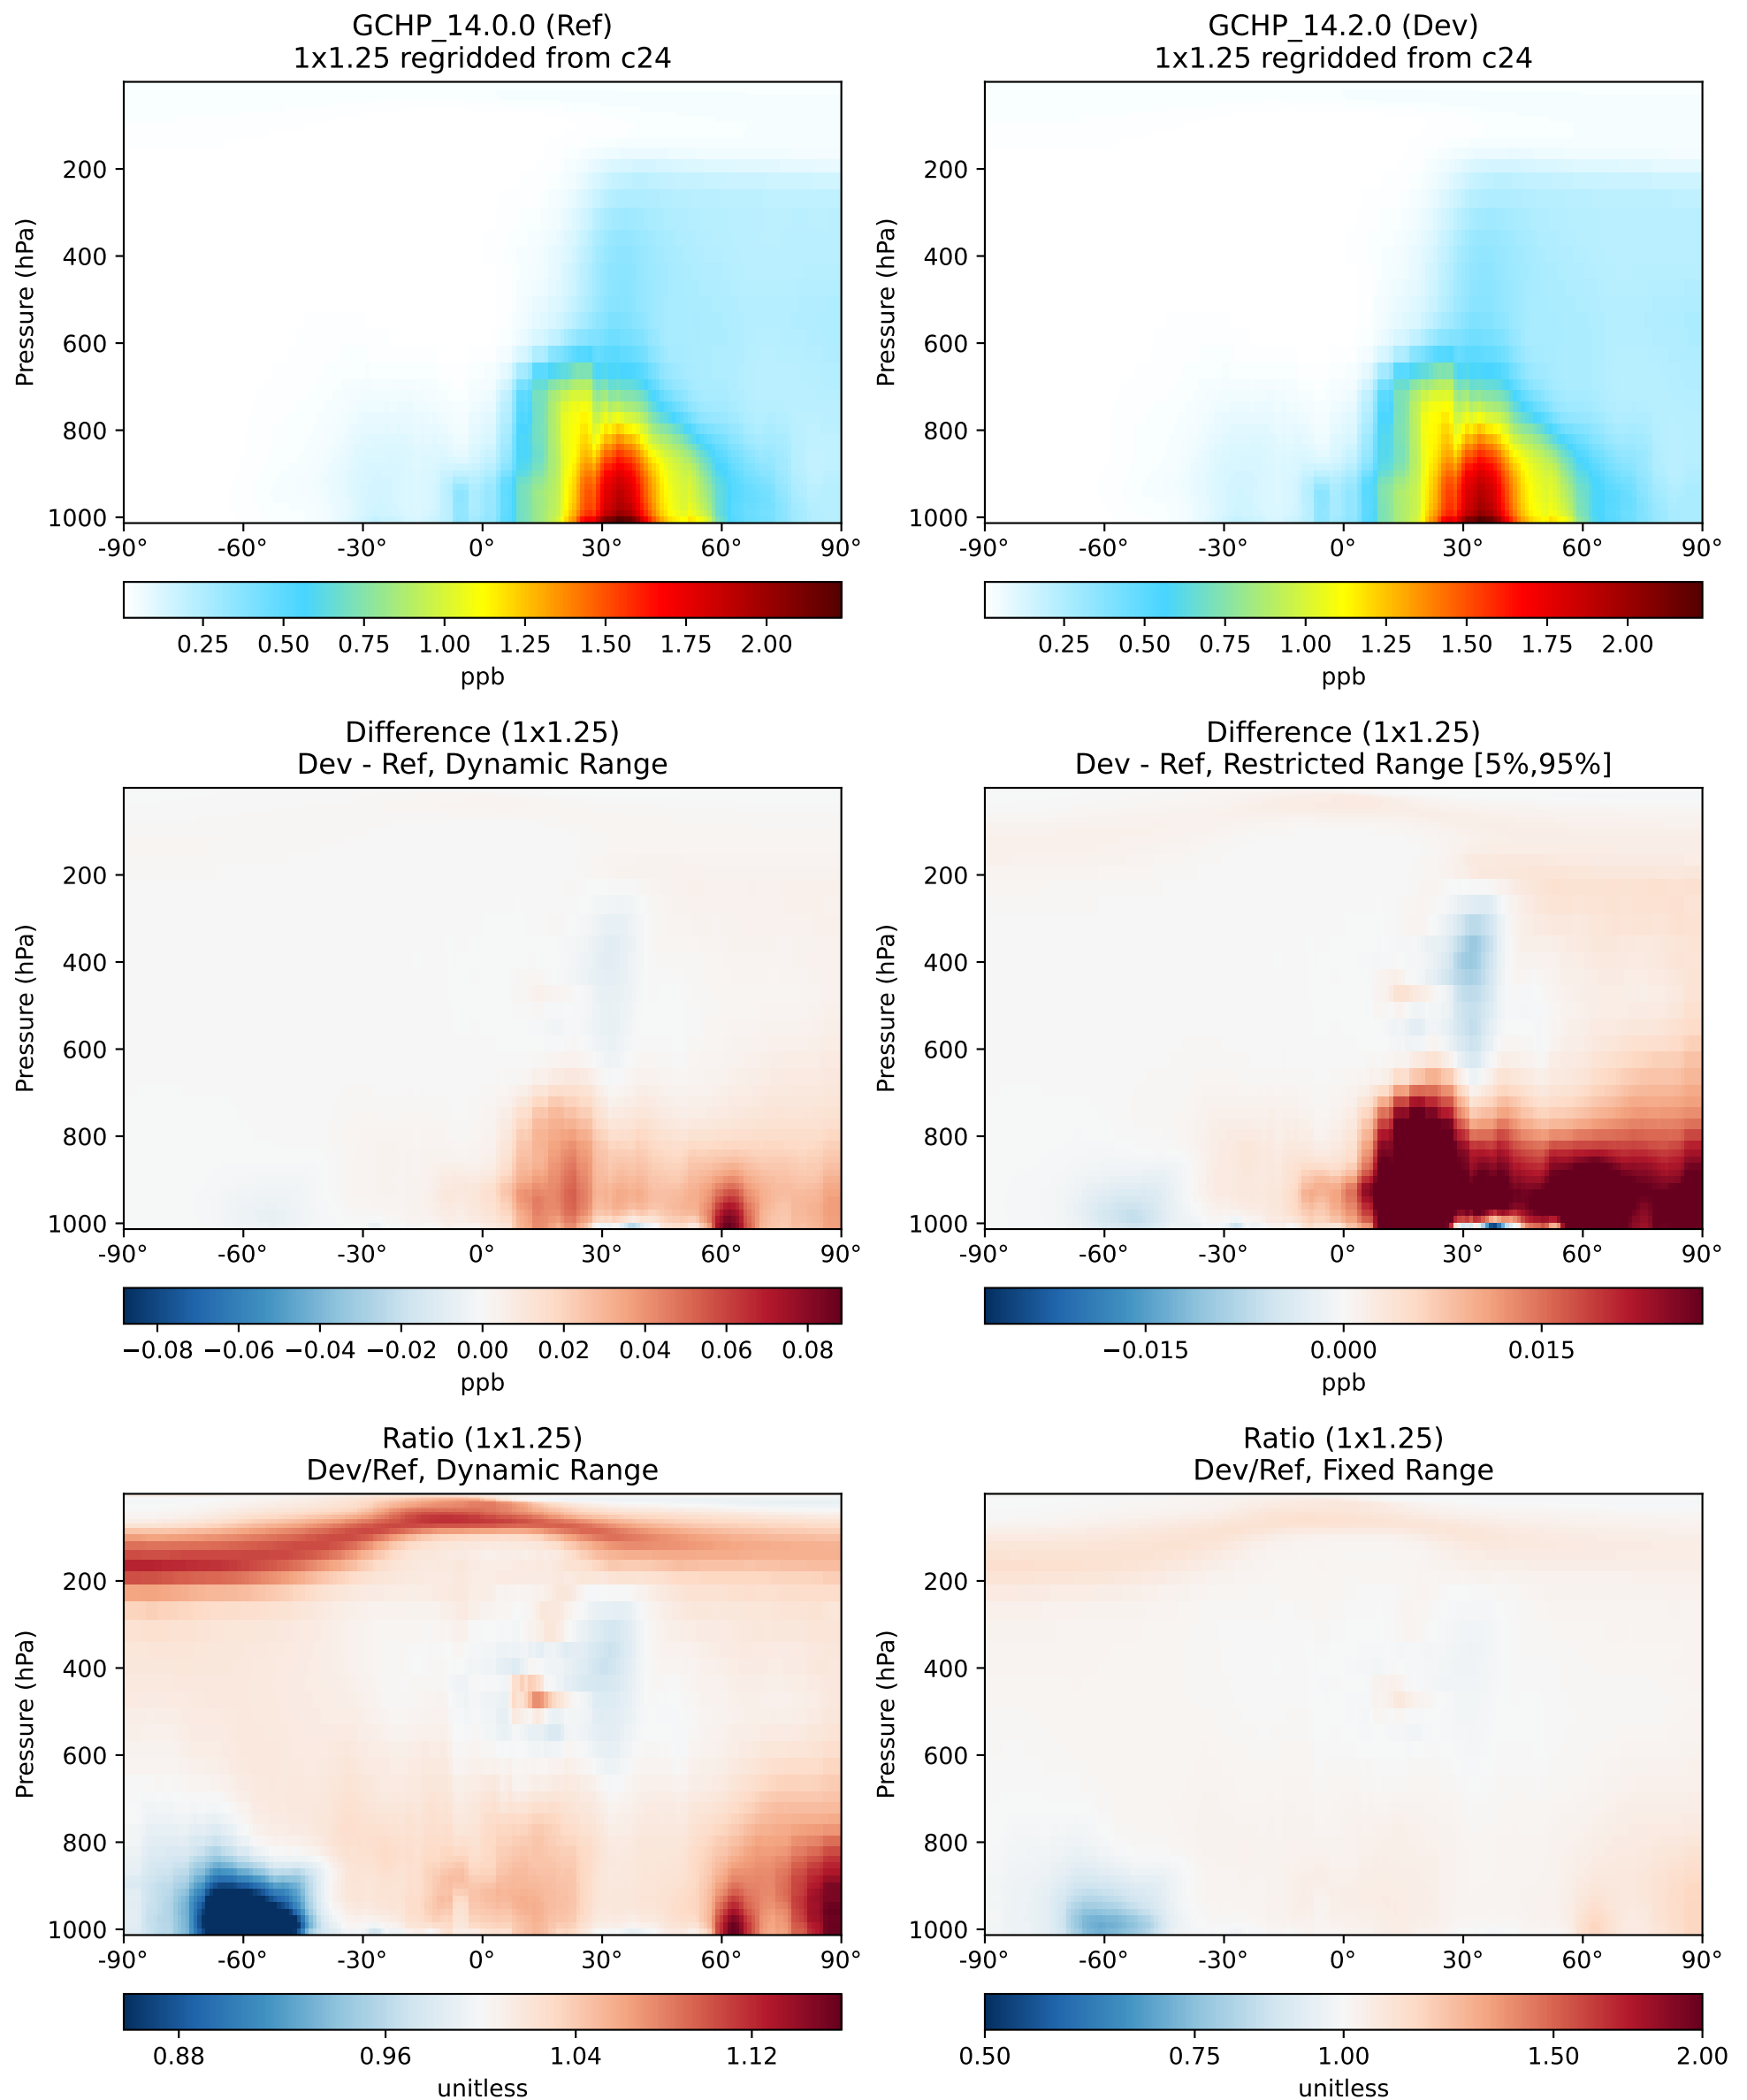 GCHP_14.0.0 (Ref)
1x1.25 regridded from c24
Pressure (hPa)
200
400
600
800
1000
-90° -60° -30° 0° 30° 60° 90°
0.25 0.50 0.75 1.00 1.25 1.50 1.75 2.00
ppb
GCHP_14.2.0 (Dev)
1x1.25 regridded from c24
Pressure (hPa)
200
400
600
800
1000
-90° -60° -30° 0° 30° 60° 90°
0.25 0.50 0.75 1.00 1.25 1.50 1.75 2.00
ppb
Difference (1x1.25)
Dev - Ref, Dynamic Range
Pressure (hPa)
200
400
600
800
1000
-90° -60° -30° 0° 30° 60° 90°
−0.08 −0.06 −0.04 −0.02 0.00 0.02 0.04 0.06 0.08
ppb
Difference (1x1.25)
Dev - Ref, Restricted Range [5%,95%]
Pressure (hPa)
200
400
600
800
1000
-90° -60° -30° 0° 30° 60° 90°
−0.015 0.000 0.015
ppb
Ratio (1x1.25)
Dev/Ref, Dynamic Range
Pressure (hPa)
200
400
600
800
1000
-90° -60° -30° 0° 30° 60° 90°
0.88 0.96 1.04 1.12
unitless
Ratio (1x1.25)
Dev/Ref, Fixed Range
Pressure (hPa)
200
400
600
800
1000
-90° -60° -30° 0° 30° 60° 90°
0.50 0.75 1.00 1.50 2.00
unitless